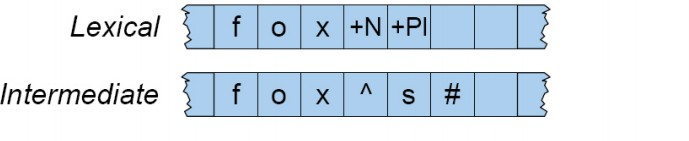 Lexical f o x +N +Pl
Intermediate f o x ^ s #